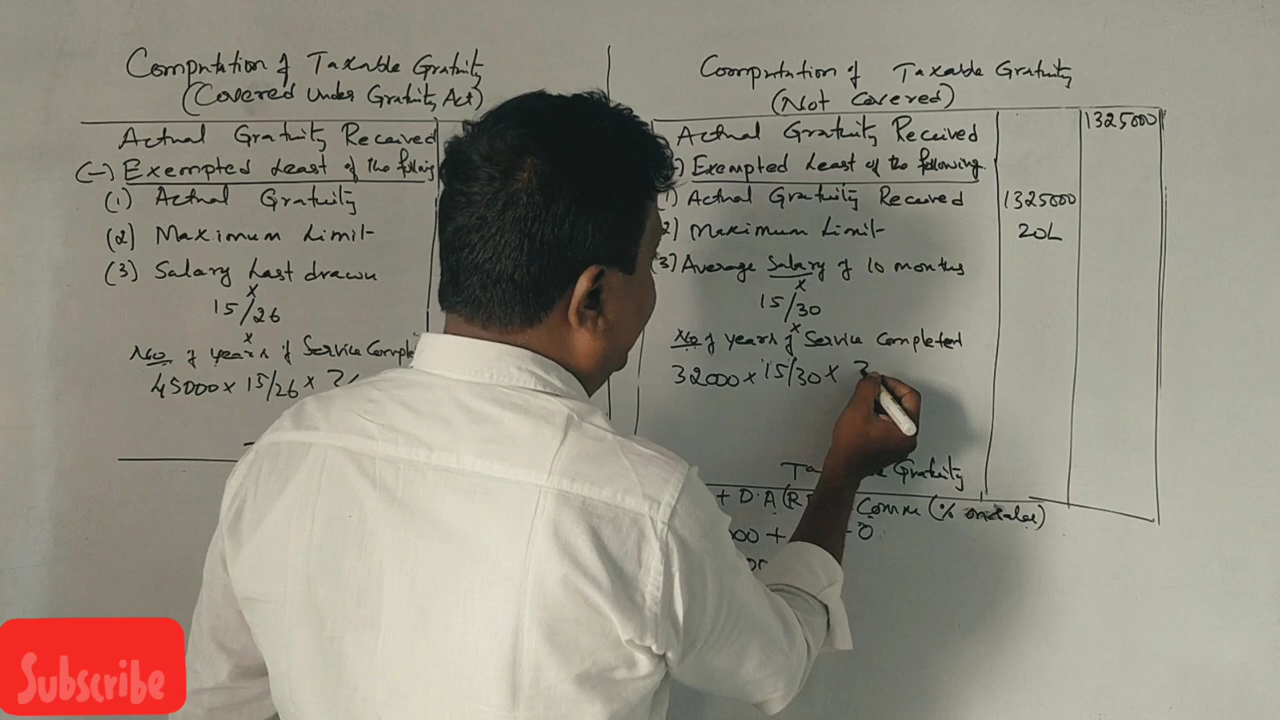 Computation of Taxable Gratuity
(Covered Under Gratuity Act)
Actual Gratuity Received
(-) Exempted Least of the following
(1) Actual Gratuity
(2) Maximum Limit
(3) Salary Last drawn
x
15/26
x
No of years of Service
45000 x 15/26 x
Computation of Taxable Gratuity
(Not Covered)
Actual Gratuity Received 1325000
) Exempted Least of the following.
1) Actual Gratuity Received 1325000
2) Maximum Limit 20L
(3) Average Salary of 10 months
x
15/30
x
No of years of Service Completed
32000 x 15/30 x 3
Gratuity
+ D.A (R Comm (% on sales)
Subscribe